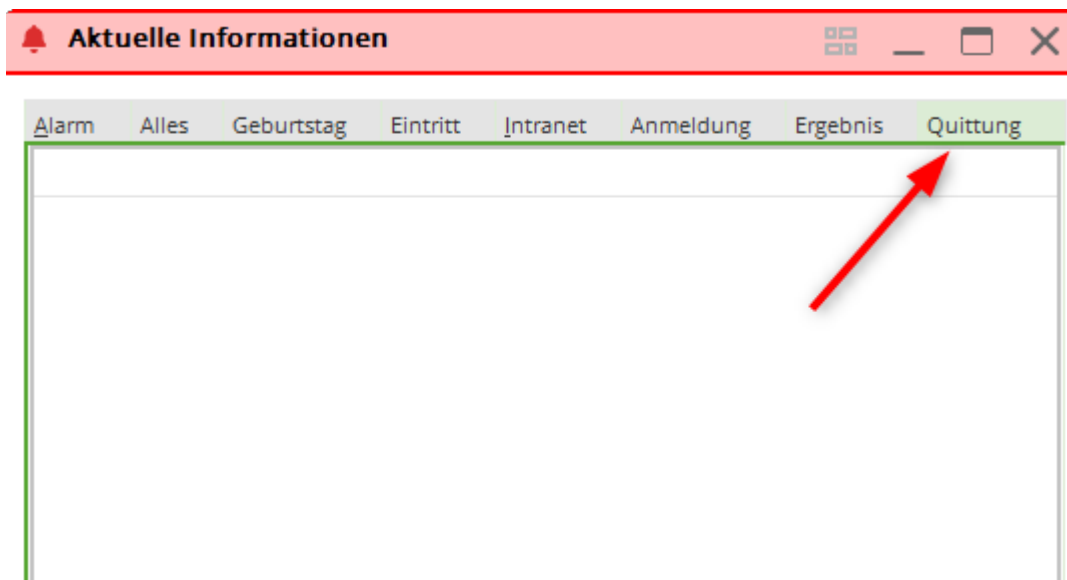 Aktuelle Informationen
Alarm Alles Geburtstag Eintritt Intranet Anmeldung Ergebnis Quittung